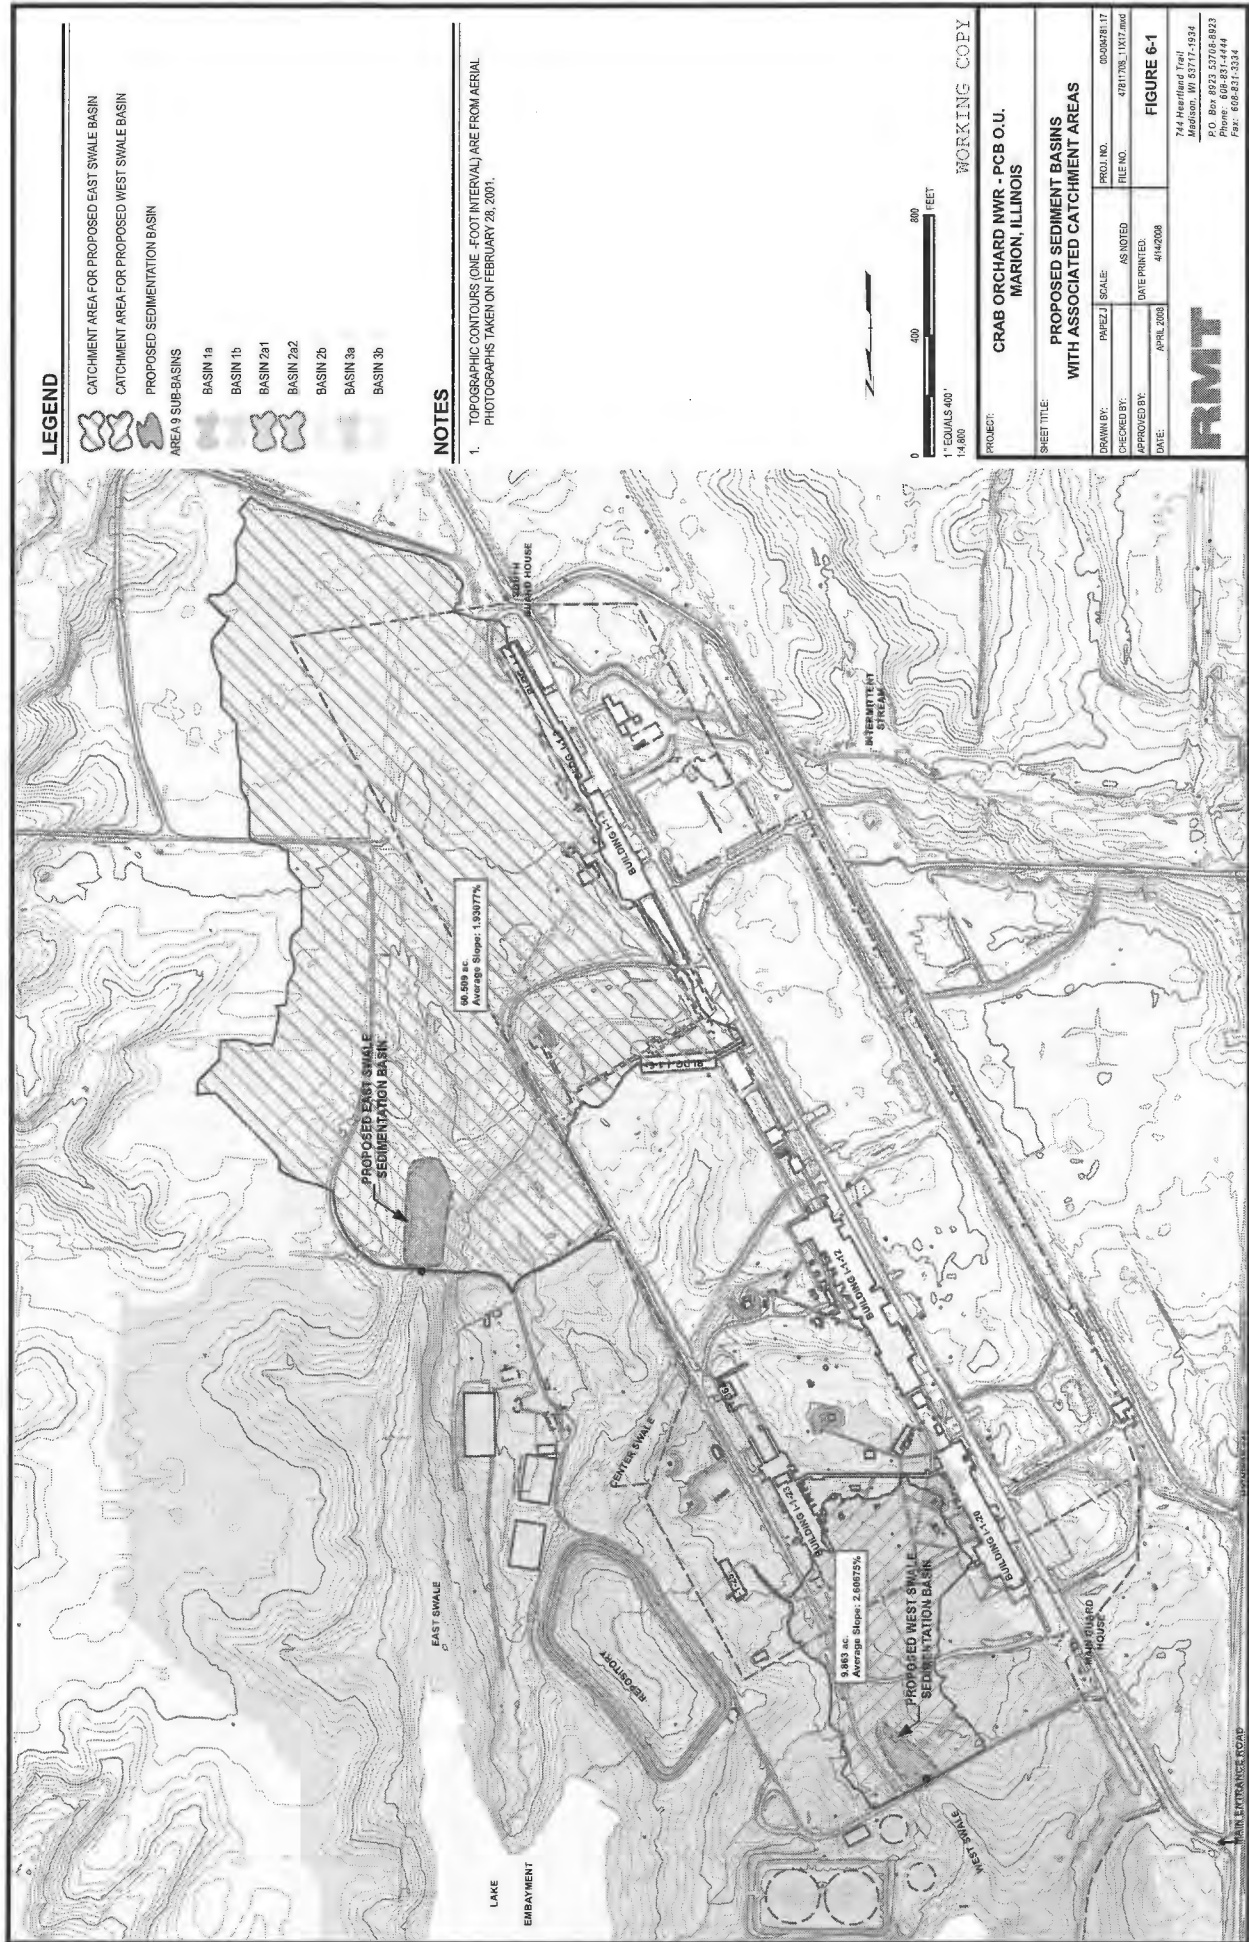 LEGEND
CATCHMENT AREA FOR PROPOSED EAST SWALE BASIN
CATCHMENT AREA FOR PROPOSED WEST SWALE BASIN
PROPOSED SEDIMENTATION BASIN
AREA 9 SUB-BASINS
BASIN 1a
BASIN 1b
BASIN 2a1
BASIN 2a2
BASIN 2b
BASIN 3a
BASIN 3b
NOTES
1. TOPOGRAPHIC CONTOURS (ONE -FOOT INTERVAL) ARE FROM AERIAL
PHOTOGRAPHS TAKEN ON FEBRUARY 28, 2001.
0 400 800
FEET
1" EQUALS 400'
1:4,800
WORKING COPY
PROJECT:
CRAB ORCHARD NWR - PCB O.U.
MARION, ILLINOIS
SHEET TITLE:
PROPOSED SEDIMENT BASINS
WITH ASSOCIATED CATCHMENT AREAS
DRAWN BY: PAPEZ J SCALE: PROJ. NO. 00-004781.17
CHECKED BY: AS NOTED FILE NO. 47811708_11X17.mxd
APPROVED BY: DATE PRINTED:
DATE: APRIL 2008 4/14/2008
FIGURE 6-1
RMT
744 Heartland Trail
Madison, WI 53717-1934
P.O. Box 8923 53708-8923
Phone: 608-831-4444
Fax: 608-831-3334
SOUTH
GUARD HOUSE
INTERMITTENT
STREAM
BUILDING I-1-3
60.509 ac.
Average Slope: 1.93077%
PROPOSED EAST SWALE
SEDIMENTATION BASIN
BUILDING I-1-12
CENTER SWALE
BUILDING I-1-23
EAST SWALE
REPOSITORY
9.863 ac.
Average Slope: 2.60675%
PROPOSED WEST SWALE
SEDIMENTATION BASIN
BUILDING I-1-20
MAIN GUARD
HOUSE
LAKE
EMBAYMENT
WEST SWALE
MAIN ENTRANCE ROAD